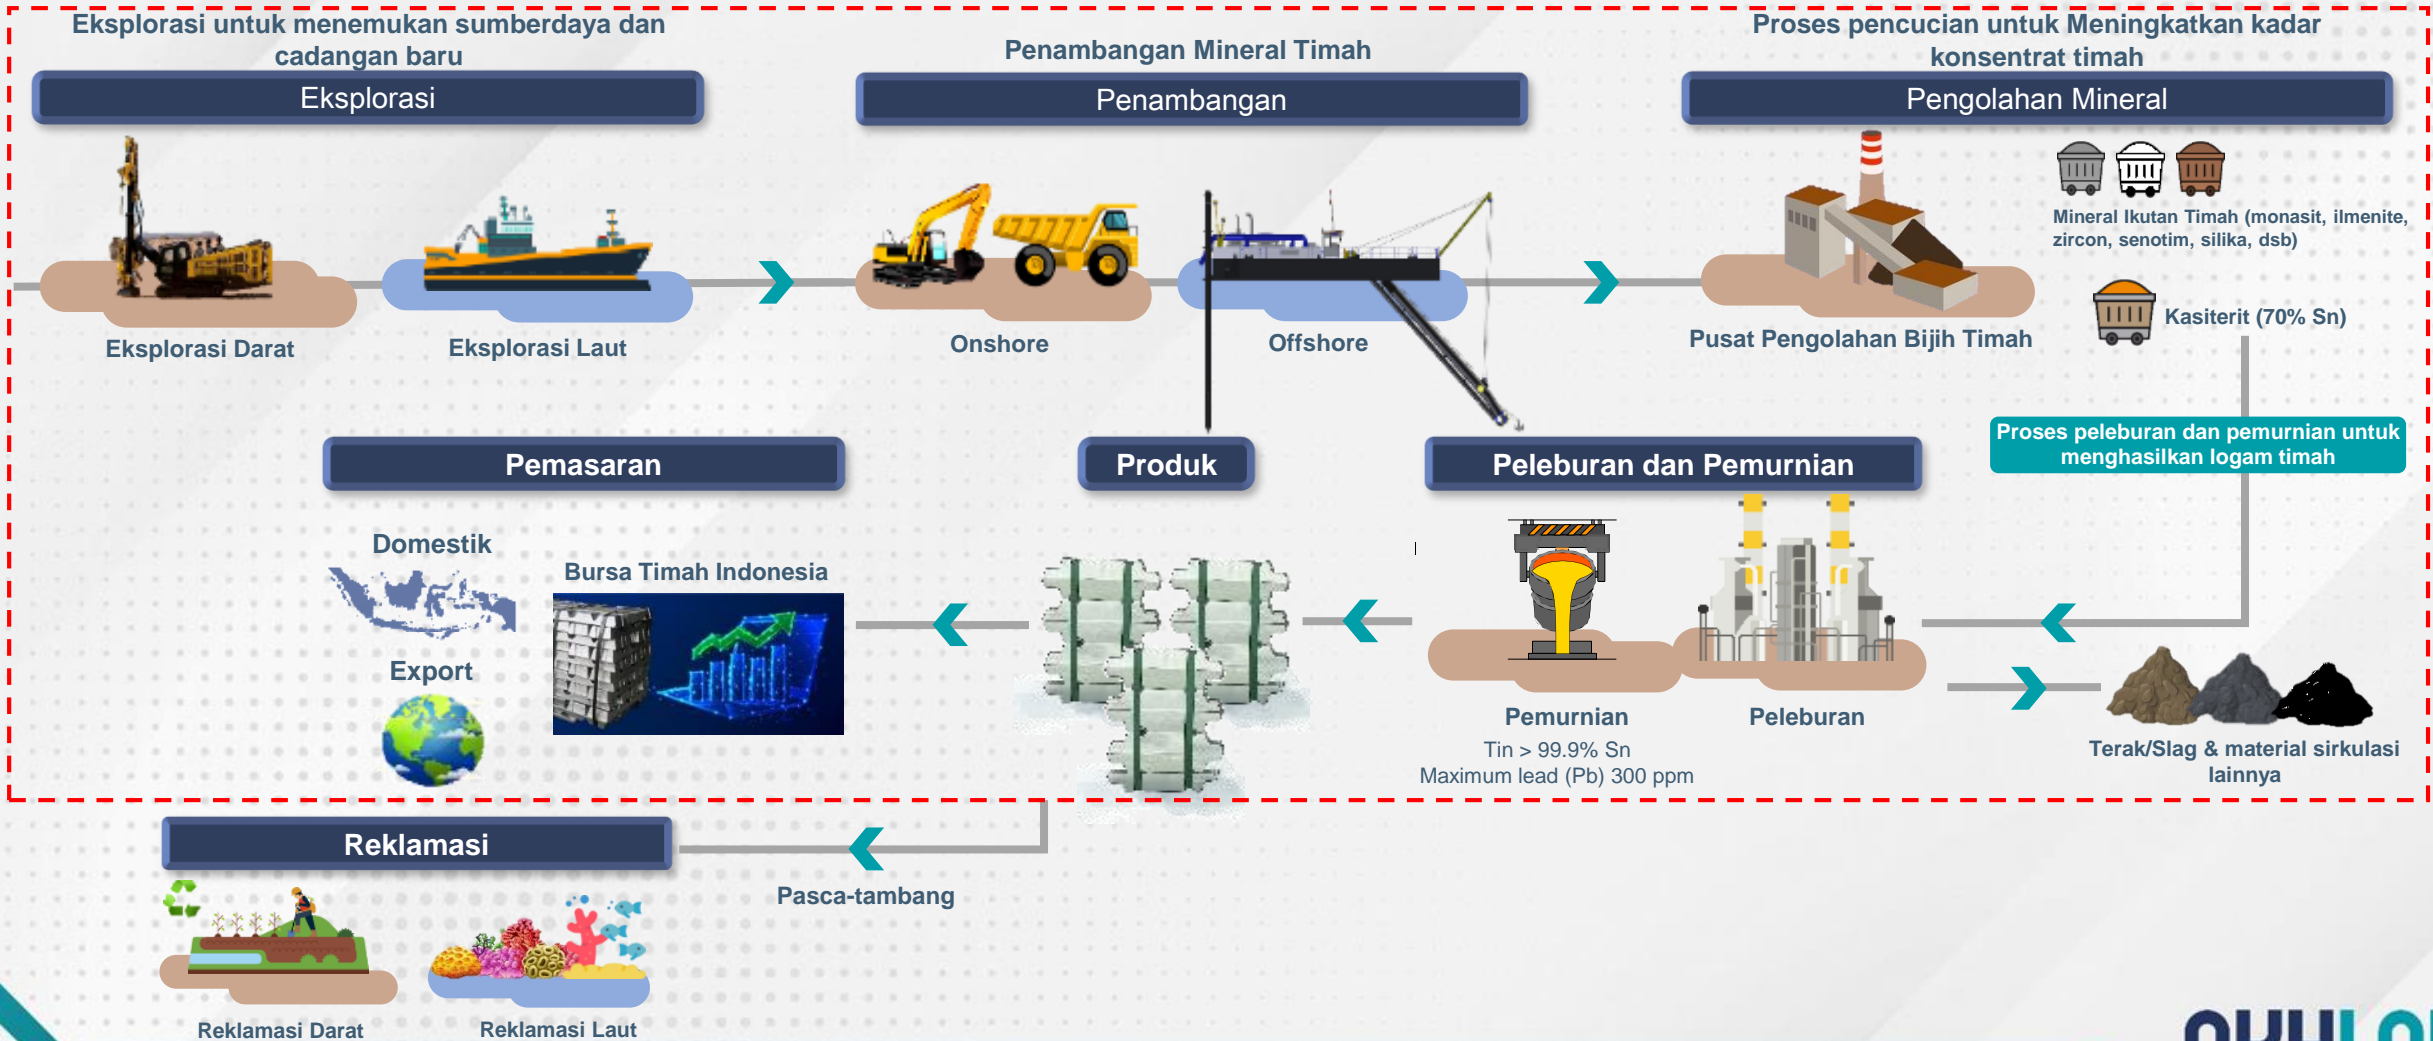 Eksplorasi untuk menemukan sumberdaya dan
cadangan baru
Eksplorasi
Penambangan Mineral Timah
Penambangan
Proses pencucian untuk Meningkatkan kadar
konsentrat timah
Pengolahan Mineral
Mineral Ikutan Timah (monasit, ilmenite,
zircon, senotim, silika, dsb)
Kasiterit (70% Sn)
Eksplorasi Darat
Eksplorasi Laut
Onshore
Offshore
Pusat Pengolahan Bijih Timah
Proses peleburan dan pemurnian untuk
menghasilkan logam timah
Peleburan dan Pemurnian
Produk
Pemasaran
Domestik
Bursa Timah Indonesia
Export
Pemurnian
Tin > 99.9% Sn
Maximum lead (Pb) 300 ppm
Peleburan
Terak/Slag & material sirkulasi
lainnya
Reklamasi
Pasca-tambang
Reklamasi Darat
Reklamasi Laut